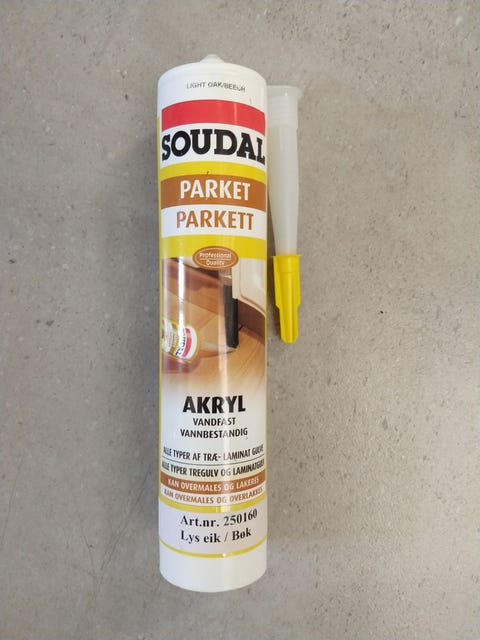 LIGHT OAK/BEECH
SOUDAL
PARKET
PARKETT
Professional
Quality
AKRYL
VANDFAST
VANNBESTANDIG
ALLE TYPER AF TRÆ- LAMINAT GULVE
ALLE TYPER TREGULV OG LAMINATGULV
KAN OVERMALES OG LAKERES
KAN OVERMALES OG OVERLAKKRES
Art.nr. 250160
Lys eik / Bøk